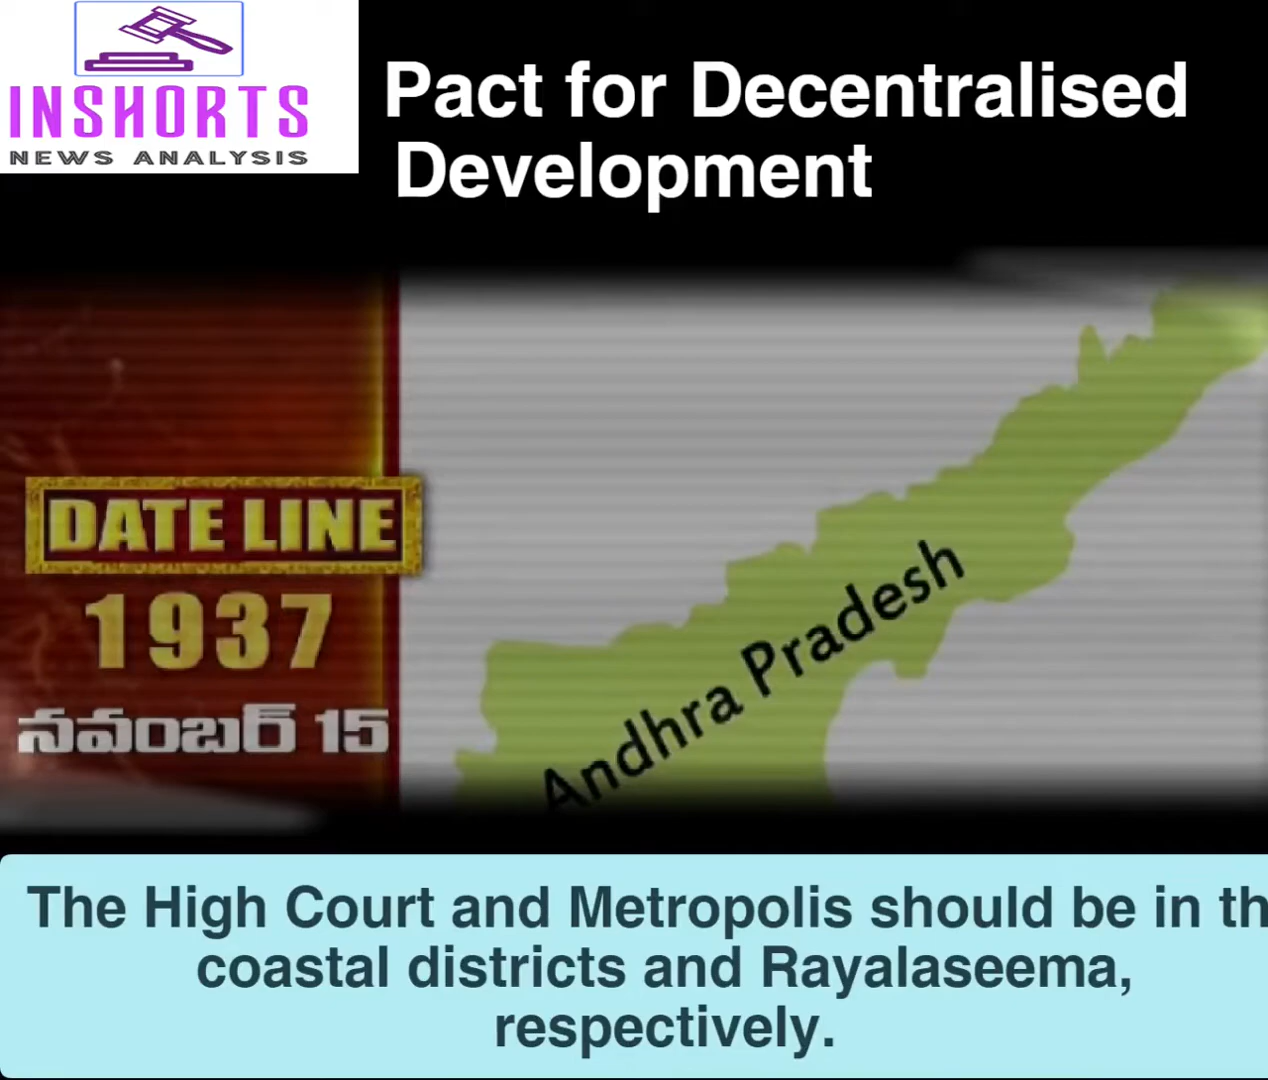 INSHORTS
NEWS ANALYSIS
Pact for Decentralised
Development
DATE LINE
1937
నవంబర్ 15
Andhra Pradesh
The High Court and Metropolis should be in th
coastal districts and Rayalaseema,
respectively.